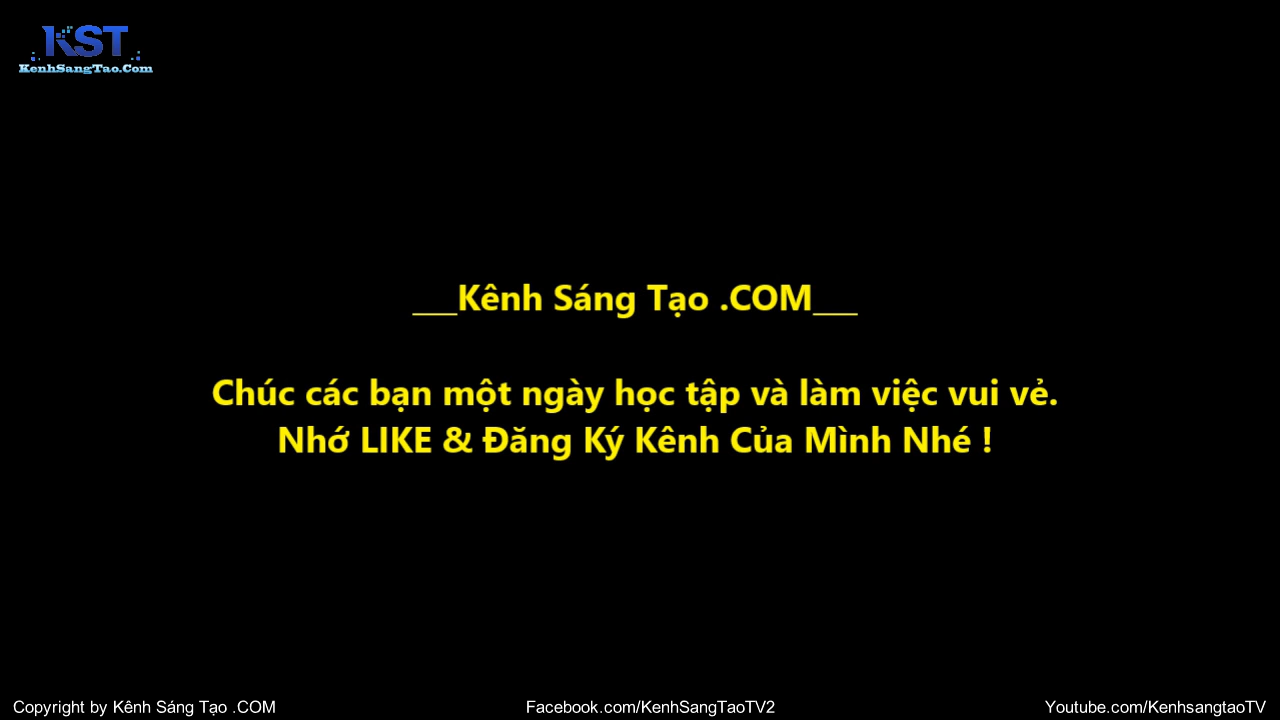 KST
KenhSangTao.Com
___Kênh Sáng Tạo .COM___
Chúc các bạn một ngày học tập và làm việc vui vẻ.
Nhớ LIKE & Đăng Ký Kênh Của Mình Nhé !
Copyright by Kênh Sáng Tạo .COM
Facebook.com/KenhSangTaoTV2
Youtube.com/KenhsangtaoTV